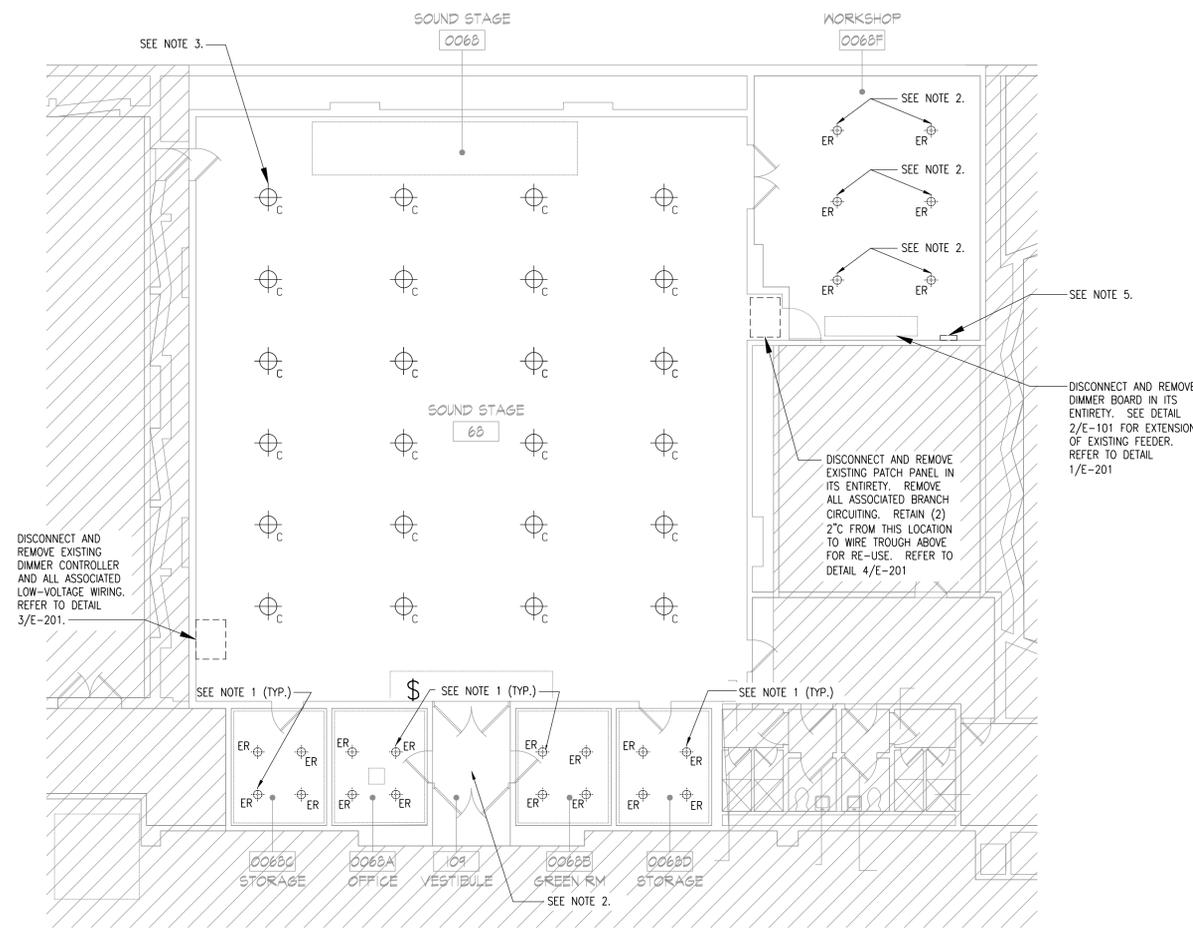 SOUND STAGE
0068
WORKSHOP
0068F
SEE NOTE 3.
SEE NOTE 2.
ER ER
SEE NOTE 2.
ER ER
SEE NOTE 2.
ER ER
C C C C
C C C C
C C C C
C C C C
C C C C
C C C C
SEE NOTE 5.
DISCONNECT AND REMOVE
DIMMER BOARD IN ITS
ENTIRETY. SEE DETAIL
2/E-101 FOR EXTENSION
OF EXISTING FEEDER.
REFER TO DETAIL
1/E-201
SOUND STAGE
68
DISCONNECT AND REMOVE
EXISTING PATCH PANEL IN
ITS ENTIRETY. REMOVE
ALL ASSOCIATED BRANCH
CIRCUITING. RETAIN (2)
2"C FROM THIS LOCATION
TO WIRE TROUGH ABOVE
FOR RE-USE. REFER TO
DETAIL 4/E-201
DISCONNECT AND
REMOVE EXISTING
DIMMER CONTROLLER
AND ALL ASSOCIATED
LOW-VOLTAGE WIRING.
REFER TO DETAIL
3/E-201.
SEE NOTE 1 (TYP.)
$
SEE NOTE 1 (TYP.)
SEE NOTE 1 (TYP.)
ER ER ER ER ER ER ER ER
ER ER ER ER ER ER ER ER
0068C
STORAGE
0068A
OFFICE
109
VESTIBULE
0068B
GREEN RM
0068D
STORAGE
SEE NOTE 2.